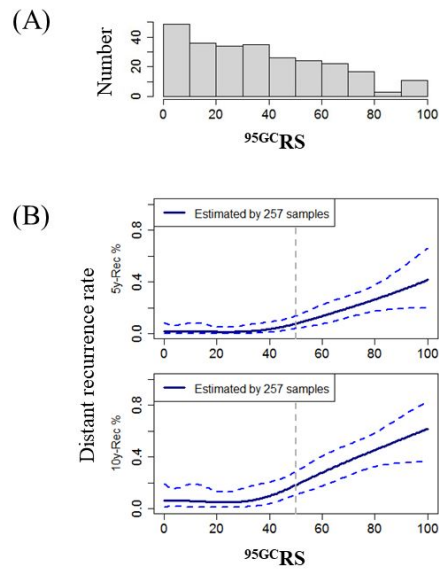 (A)
Number
0
20
40
0 20 40 60 80 100
95GCRS
(B)
Distant recurrence rate
Estimated by 257 samples
5y-Rec %
0.0
0.4
0.8
0 20 40 60 80 100
Estimated by 257 samples
10y-Rec %
0.0
0.4
0.8
0 20 40 60 80 100
95GCRS